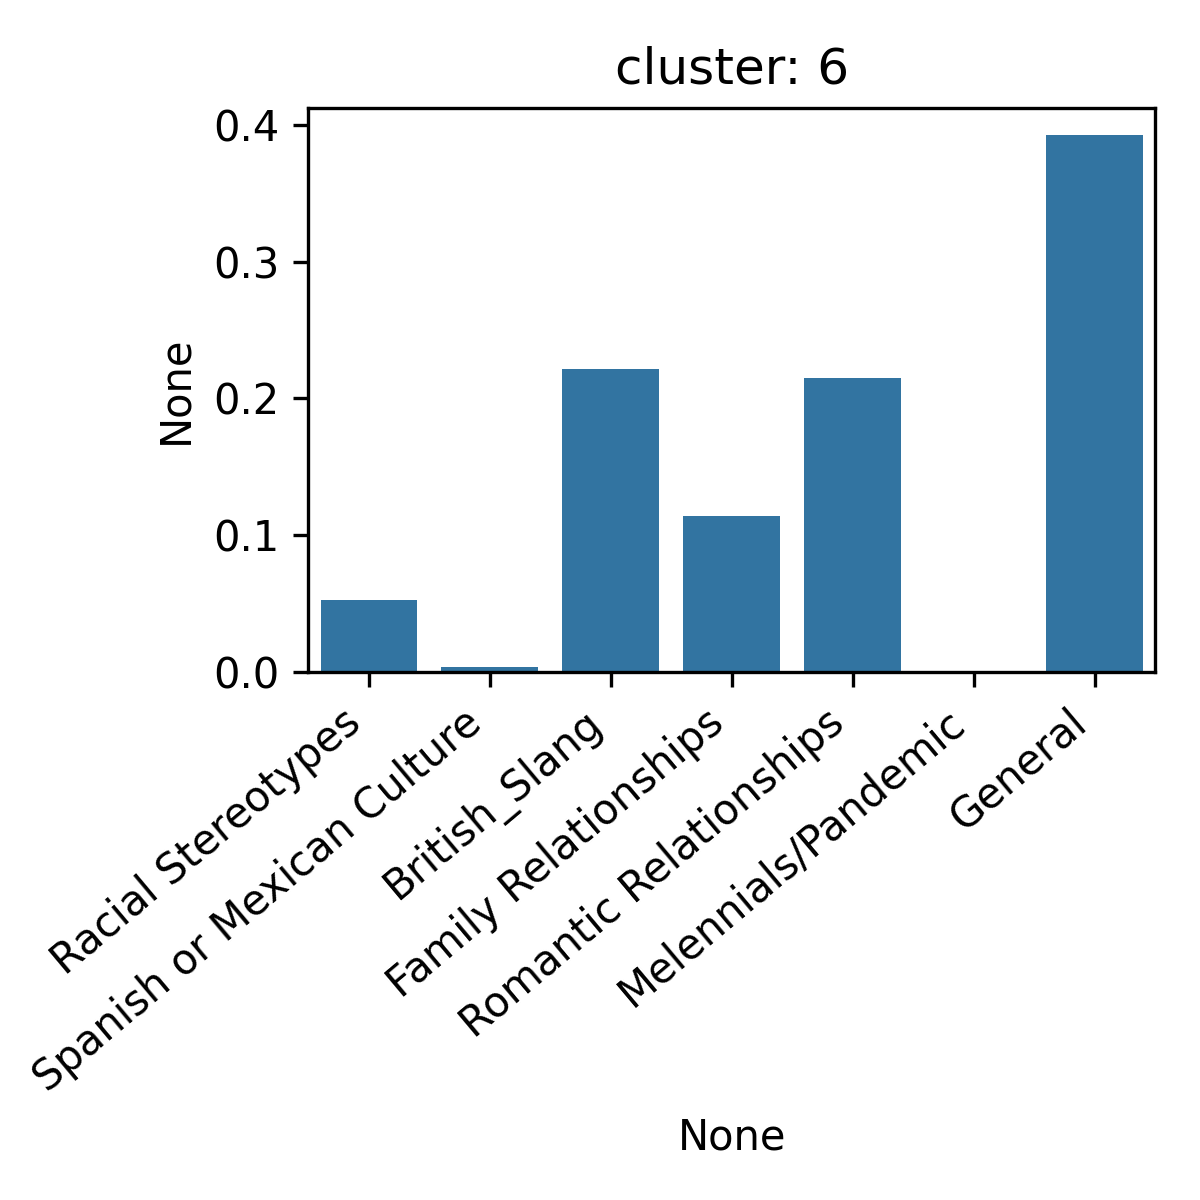 cluster: 6
0.4
0.3
0.2
0.1
0.0
None
Racial Stereotypes
Spanish or Mexican Culture
British_Slang
Family Relationships
Romantic Relationships
Melennials/Pandemic
General
None